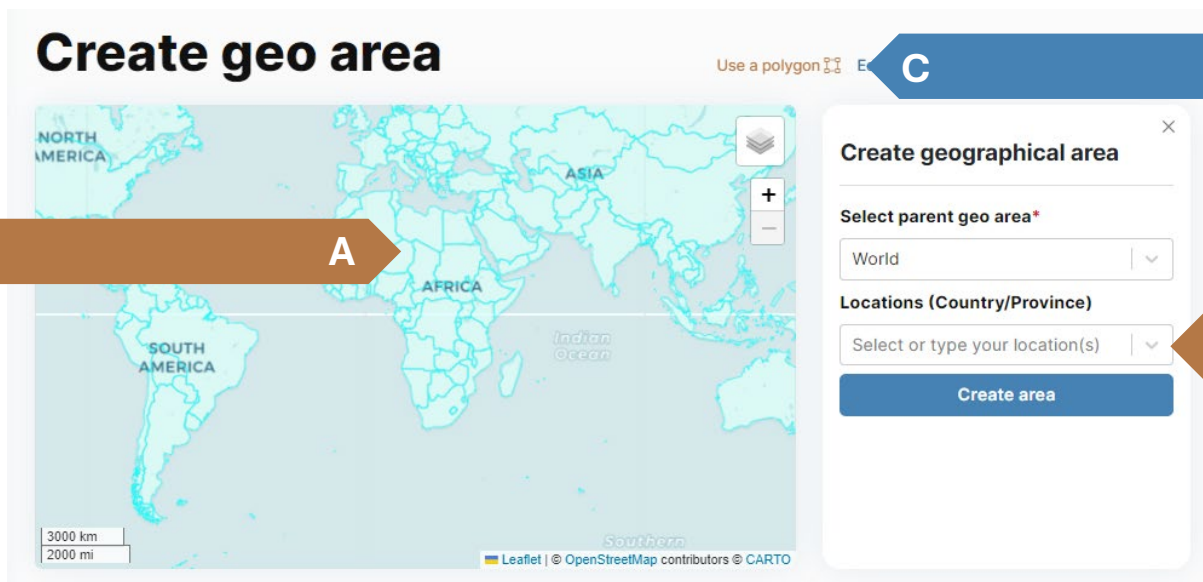 Create geo area
Use a polygon
C
NORTH
AMERICA
ASIA
+
−
A
AFRICA
Indian
Ocean
SOUTH
AMERICA
3000 km
2000 mi
Southern
Leaflet | © OpenStreetMap contributors © CARTO
Create geographical area
Select parent geo area*
World
Locations (Country/Province)
Select or type your location(s)
Create area